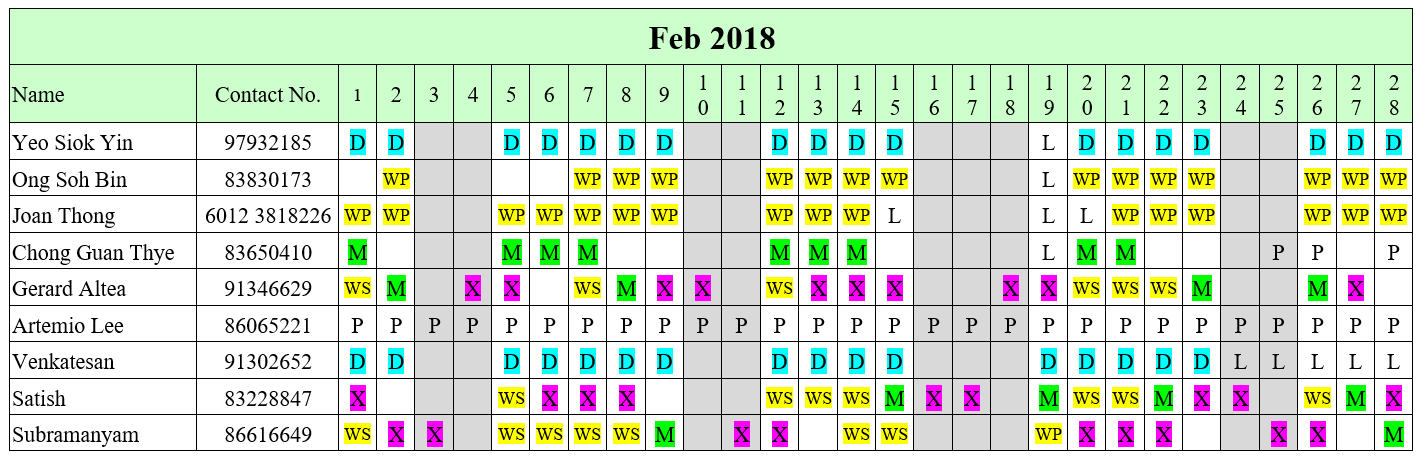 Feb 2018
Name Contact No. 1 2 3 4 5 6 7 8 9 10 11 12 13 14 15 16 17 18 19 20 21 22 23 24 25 26 27 28
Yeo Siok Yin 97932185 D D D D D D D D D D D L D D D D D D D
Ong Soh Bin 83830173 WP WP WP WP WP WP WP WP L WP WP WP WP WP WP WP
Joan Thong 6012 3818226 WP WP WP WP WP WP WP WP WP WP L L L WP WP WP WP WP WP
Chong Guan Thye 83650410 M M M M M M M L M M P P P
Gerard Altea 91346629 WS M X X WS M X X WS X X X X X WS WS WS M M X
Artemio Lee 86065221 P P P P P P P P P P P P P P P P P P P P P P P P P P P P
Venkatesan 91302652 D D D D D D D D D D D D D D D D L L L L L
Satish 83228847 X WS X X X WS WS WS M X X M WS WS M X X WS M X
Subramanyam 86616649 WS X X WS WS WS WS M X X WS WS WP X X X X X M